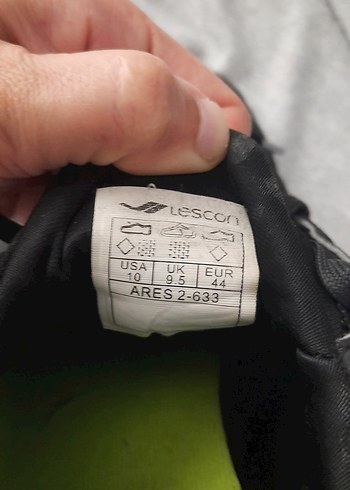 Lescon
USA UK EUR
10 9.5 44
ARES 2-633